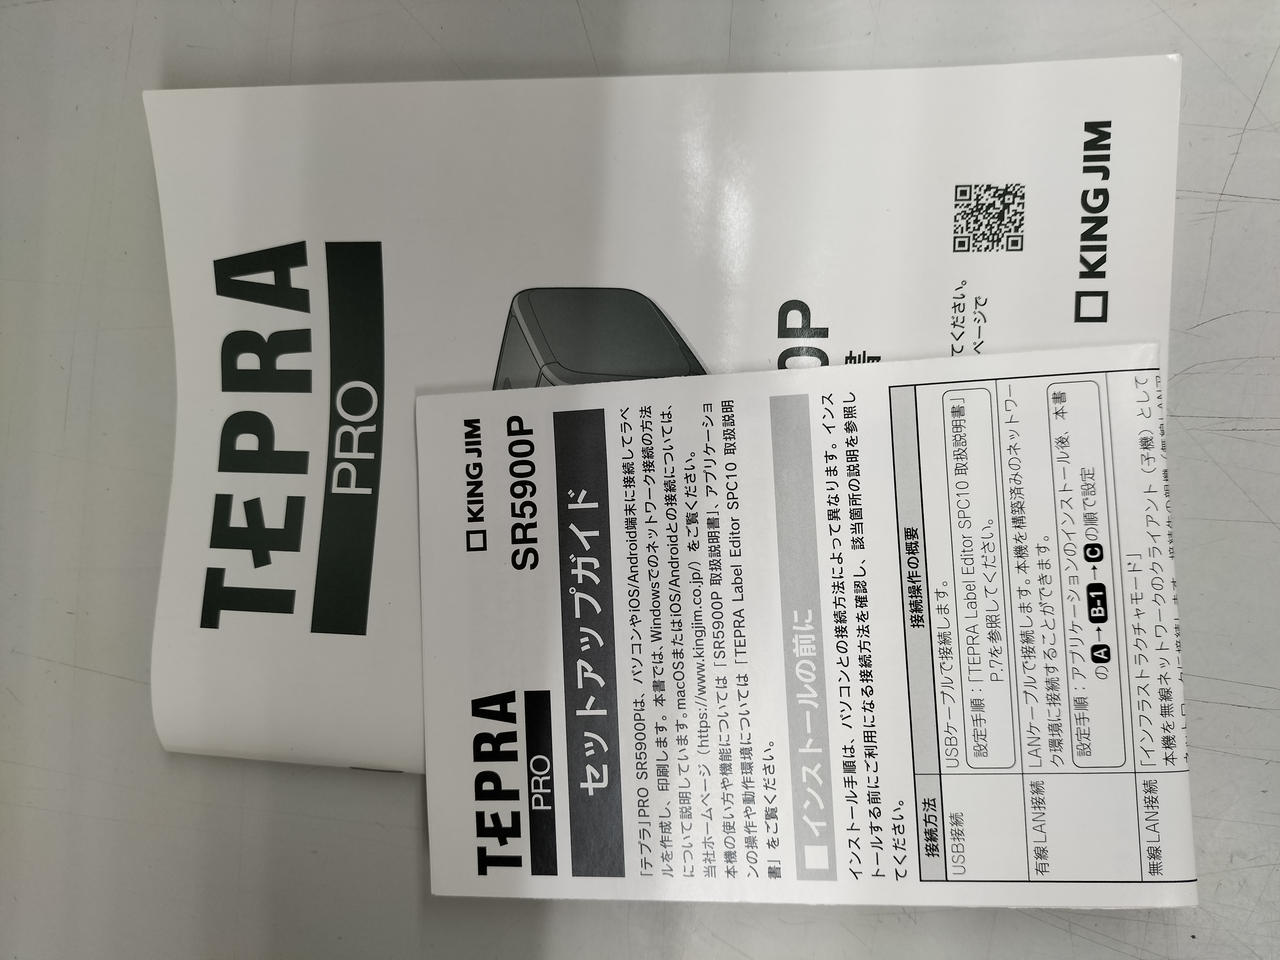 TEPRA
PRO
00P
書
てください。
ページで
KING JIM
TEPRA
PRO
KING JIM
SR5900P
セットアップガイド
「テプラ」PRO SR5900Pは、パソコンやiOS/Android端末に接続してラベ
ルを作成し、印刷します。本書では、Windowsでのネットワーク接続の方法
について説明しています。macOSまたはiOS/Androidとの接続については、
当社ホームページ（https://www.kingjim.co.jp/）をご覧ください。
本機の使い方や機能については「SR5900P 取扱説明書」、アプリケーショ
ンの操作や動作環境については「TEPRA Label Editor SPC10 取扱説明
書」をご覧ください。
■インストールの前に
インストール手順は、パソコンとの接続方法によって異なります。インス
トールする前にご利用になる接続方法を確認し、該当箇所の説明を参照し
てください。
接続方法 接続操作の概要
USB接続 USBケーブルで接続します。
設定手順：「TEPRA Label Editor SPC10 取扱説明書」
P.7を参照してください。
有線LAN接続 LANケーブルで接続します。本機を構築済みのネットワー
ク環境に接続することができます。
設定手順：アプリケーションのインストール後、本書
のA→B-1→Cの順で設定
無線LAN接続 「インフラストラクチャモード」
本機を無線ネットワークのクライアント（子機）として